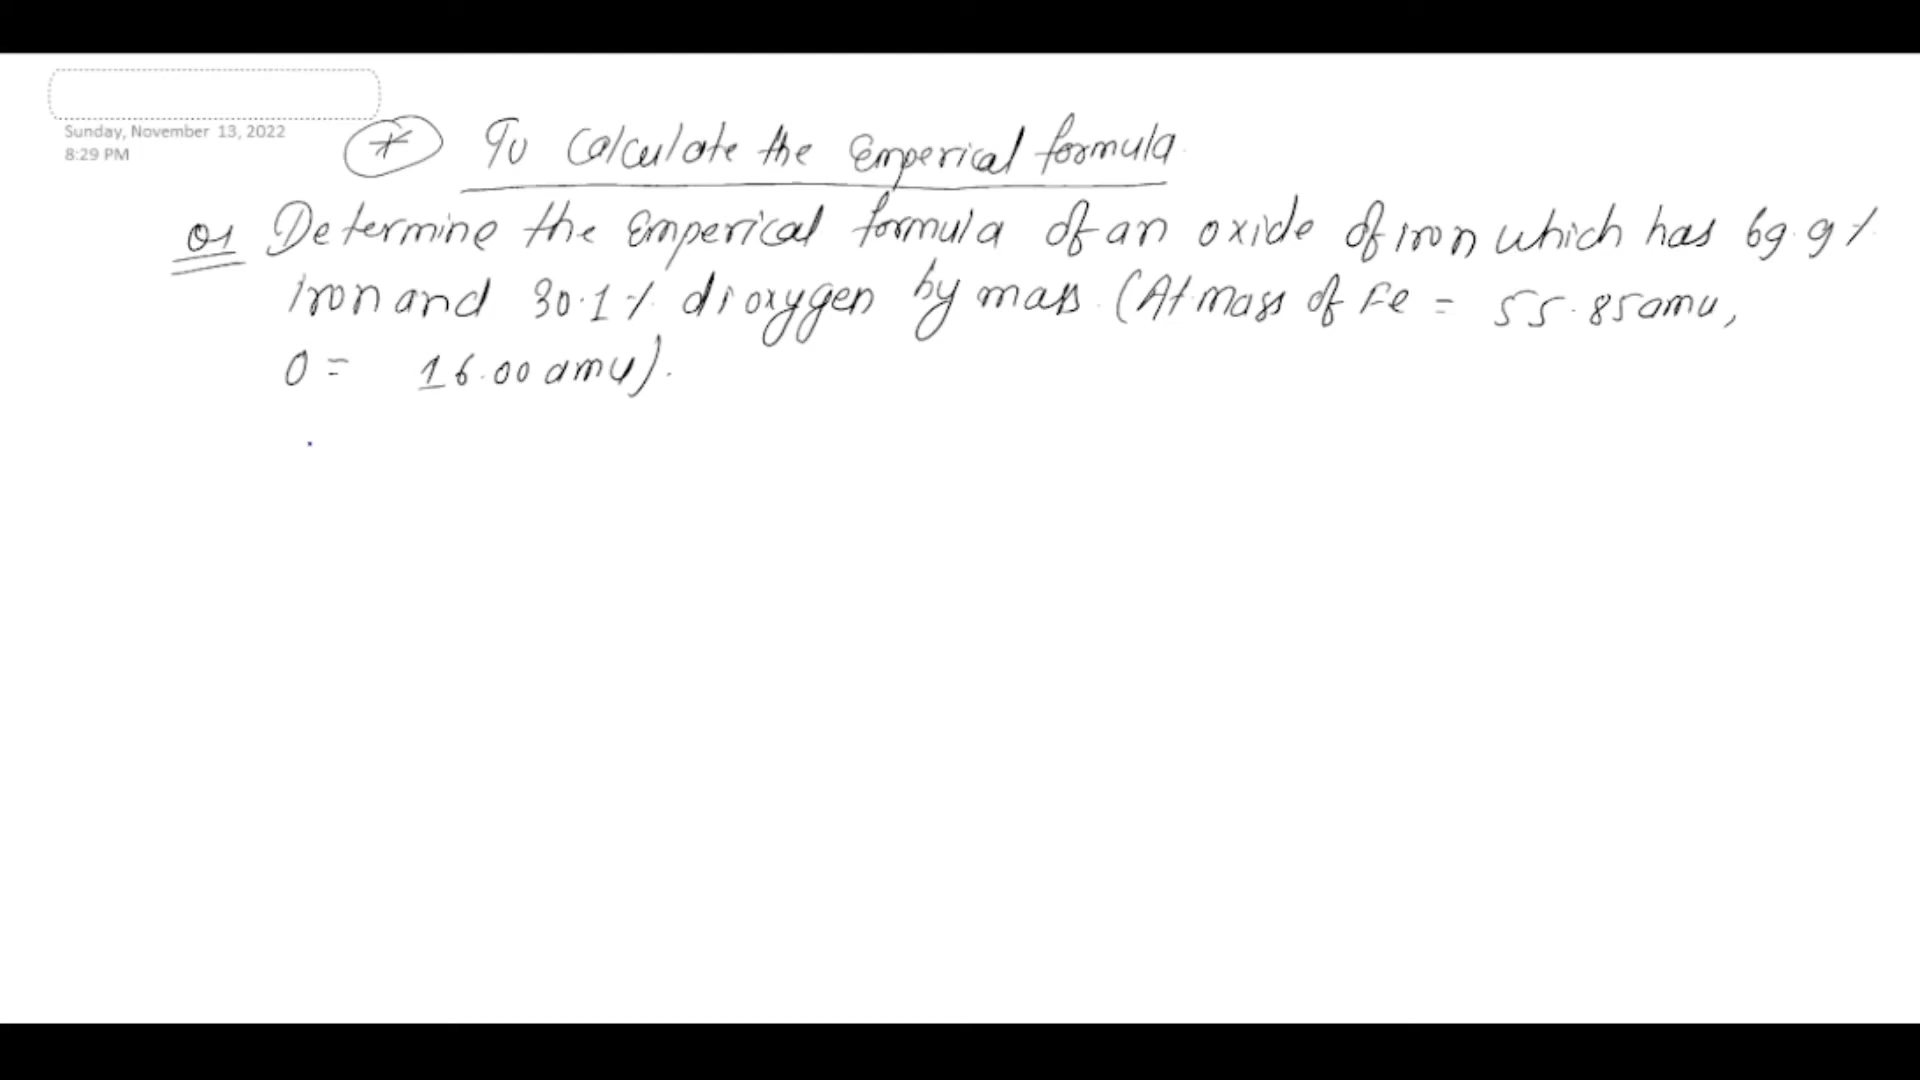 Sunday, November 13, 2022
8:29 PM
* To Calculate the Emperical formula
Q1 Determine the Emperical formula of an oxide of iron which has 69.9%
iron and 30.1% dioxygen by mass. (At. mass of Fe = 55.85amu,
O = 16.00 amu).